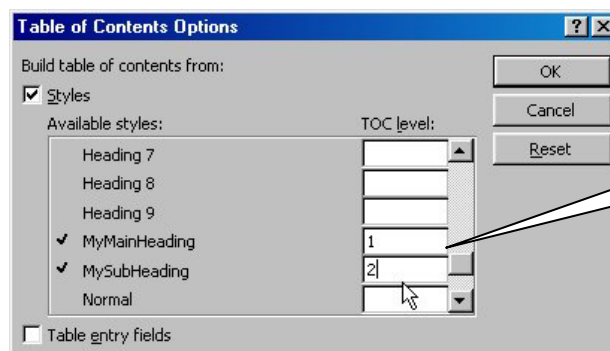 Table of Contents Options
Build table of contents from:
Styles
Available styles: TOC level:
Heading 7
Heading 8
Heading 9
MyMainHeading 1
MySubHeading 2
Normal
Table entry fields
OK
Cancel
Reset